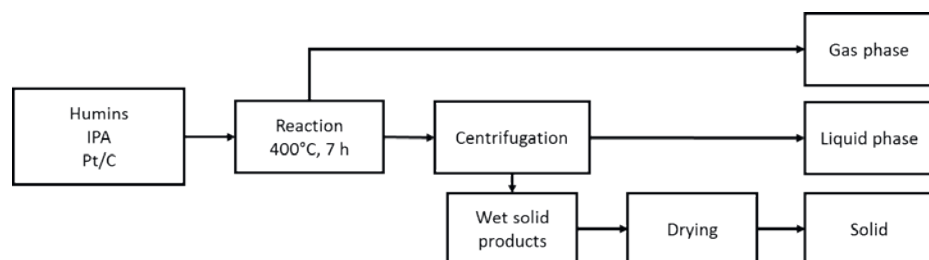 Gas phase
Humins
IPA
Pt/C
Reaction
400°C, 7 h
Centrifugation
Liquid phase
Wet solid
products
Drying
Solid